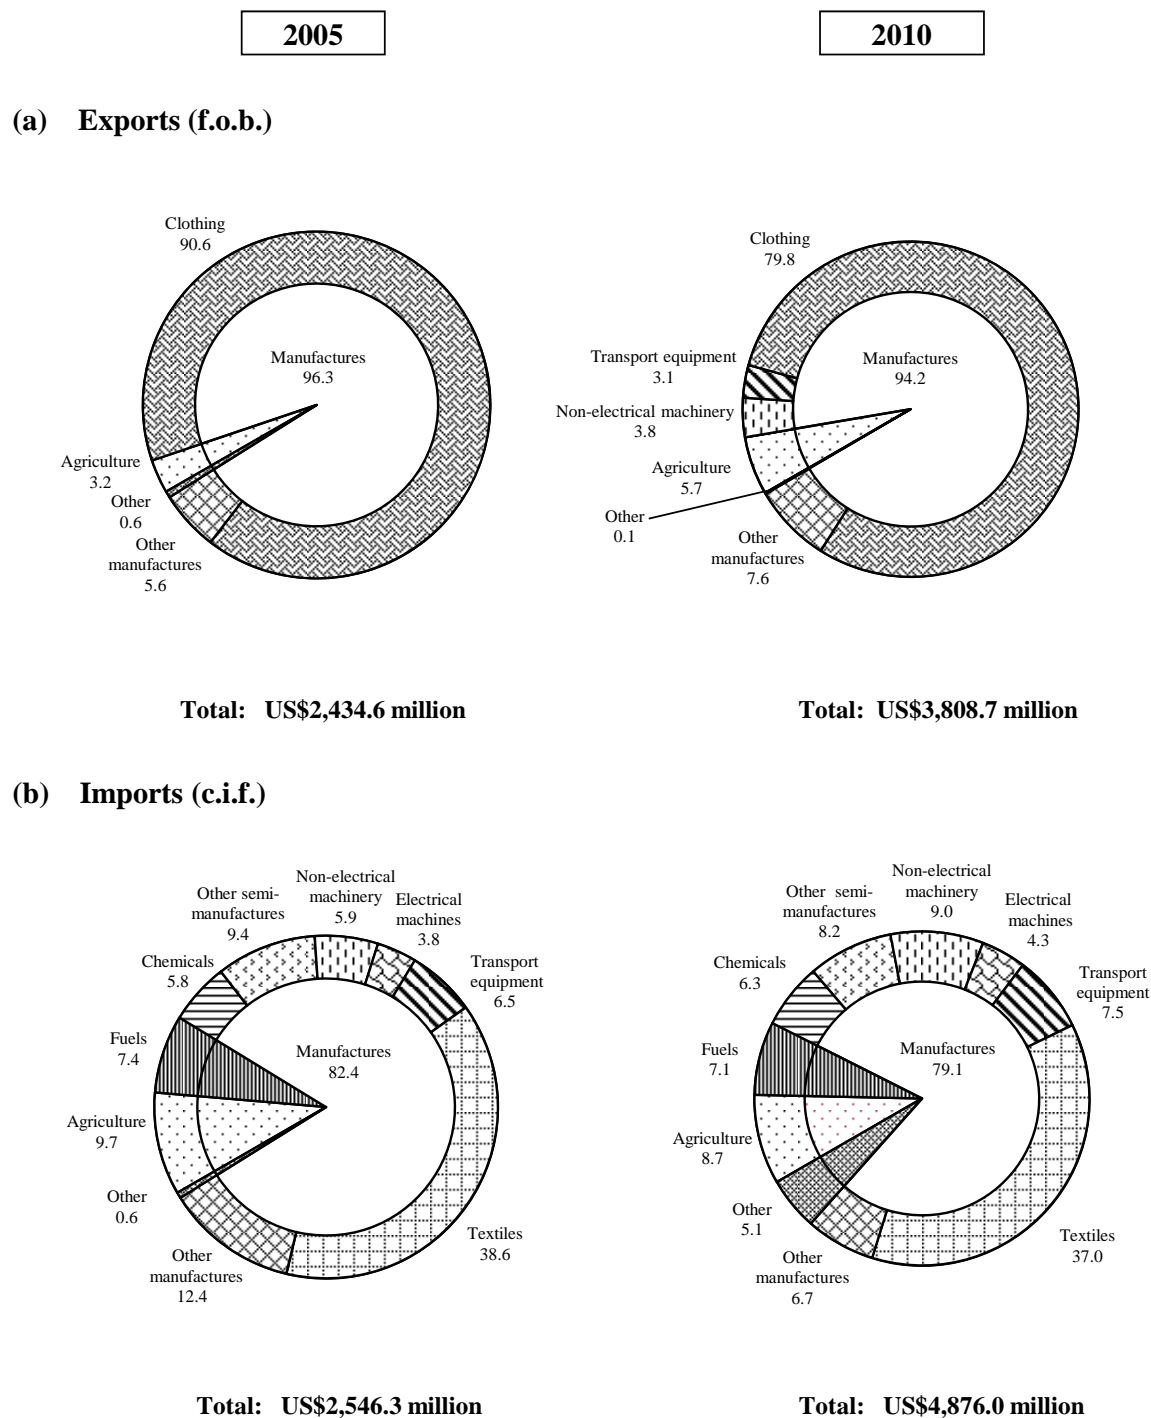 2005
2010
(a) Exports (f.o.b.)
Clothing
90.6
Manufactures
96.3
Agriculture
3.2
Other
0.6
Other
manufactures
5.6
Clothing
79.8
Transport equipment
3.1
Manufactures
94.2
Non-electrical machinery
3.8
Agriculture
5.7
Other
0.1
Other
manufactures
7.6
Total: US$2,434.6 million
Total: US$3,808.7 million
(b) Imports (c.i.f.)
Non-electrical
machinery
5.9
Other semi-
manufactures
9.4
Electrical
machines
3.8
Chemicals
5.8
Transport
equipment
6.5
Fuels
7.4
Manufactures
82.4
Agriculture
9.7
Other
0.6
Textiles
38.6
Other
manufactures
12.4
Non-electrical
machinery
9.0
Other semi-
manufactures
8.2
Electrical
machines
4.3
Chemicals
6.3
Transport
equipment
7.5
Fuels
7.1
Manufactures
79.1
Agriculture
8.7
Other
5.1
Textiles
37.0
Other
manufactures
6.7
Total: US$2,546.3 million
Total: US$4,876.0 million